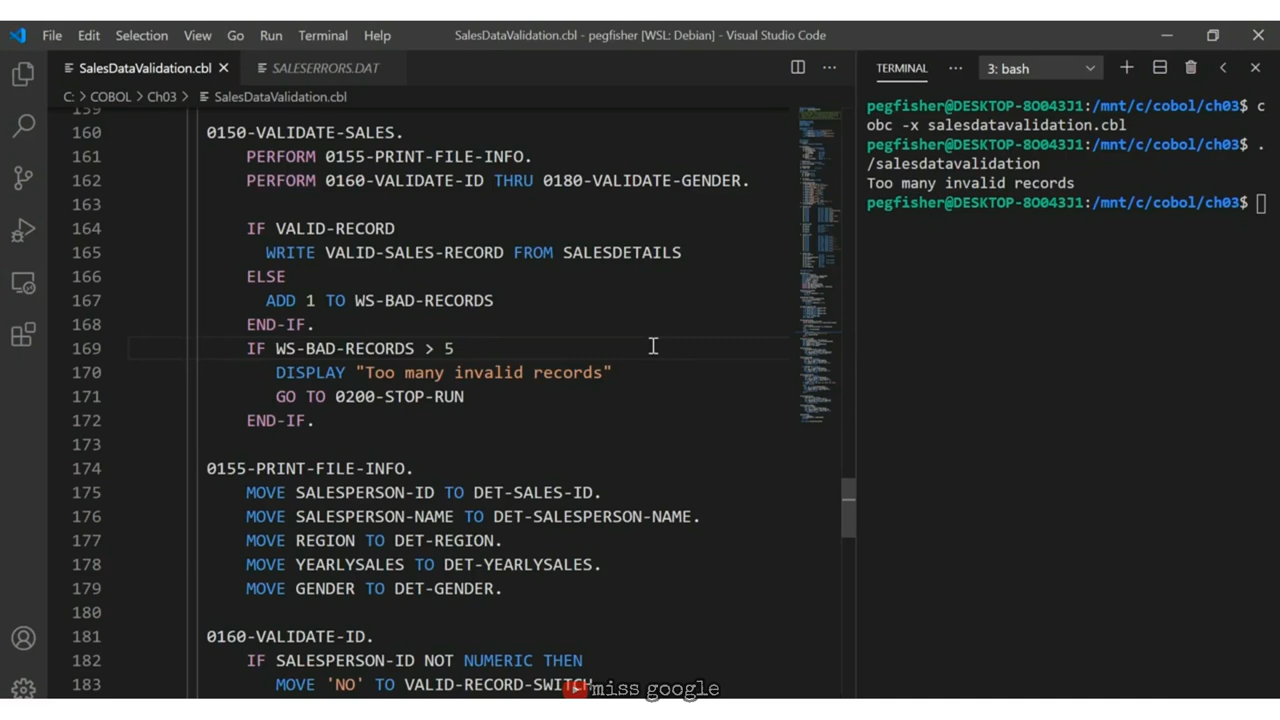 File Edit Selection View Go Run Terminal Help SalesDataValidation.cbl - pegfisher [WSL: Debian] - Visual Studio Code
SalesDataValidation.cbl SALESERRORS.DAT
C: > COBOL > Ch03 > SalesDataValidation.cbl
159
160 0150-VALIDATE-SALES.
161 PERFORM 0155-PRINT-FILE-INFO.
162 PERFORM 0160-VALIDATE-ID THRU 0180-VALIDATE-GENDER.
163
164 IF VALID-RECORD
165 WRITE VALID-SALES-RECORD FROM SALESDETAILS
166 ELSE
167 ADD 1 TO WS-BAD-RECORDS
168 END-IF.
169 IF WS-BAD-RECORDS > 5
170 DISPLAY "Too many invalid records"
171 GO TO 0200-STOP-RUN
172 END-IF.
173
174 0155-PRINT-FILE-INFO.
175 MOVE SALESPERSON-ID TO DET-SALES-ID.
176 MOVE SALESPERSON-NAME TO DET-SALESPERSON-NAME.
177 MOVE REGION TO DET-REGION.
178 MOVE YEARLYSALES TO DET-YEARLYSALES.
179 MOVE GENDER TO DET-GENDER.
180
181 0160-VALIDATE-ID.
182 IF SALESPERSON-ID NOT NUMERIC THEN
183 MOVE 'NO' TO VALID-RECORD-SWITCH
TERMINAL ... 3: bash
pegfisher@DESKTOP-8O043J1:/mnt/c/cobol/ch03$ c
obc -x salesdatavalidation.cbl
pegfisher@DESKTOP-8O043J1:/mnt/c/cobol/ch03$ .
/salesdatavalidation
Too many invalid records
pegfisher@DESKTOP-8O043J1:/mnt/c/cobol/ch03$
miss google